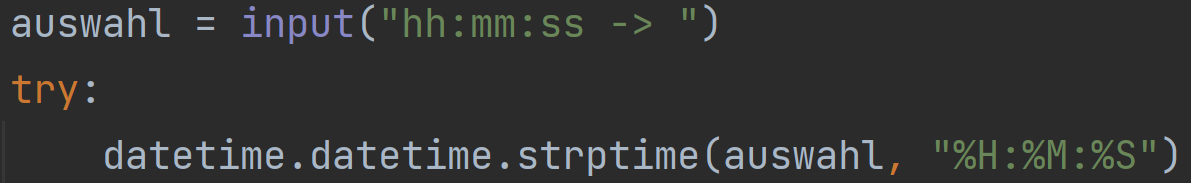 auswahl = input("hh:mm:ss -> ")
try:
    datetime.datetime.strptime(auswahl, "%H:%M:%S")